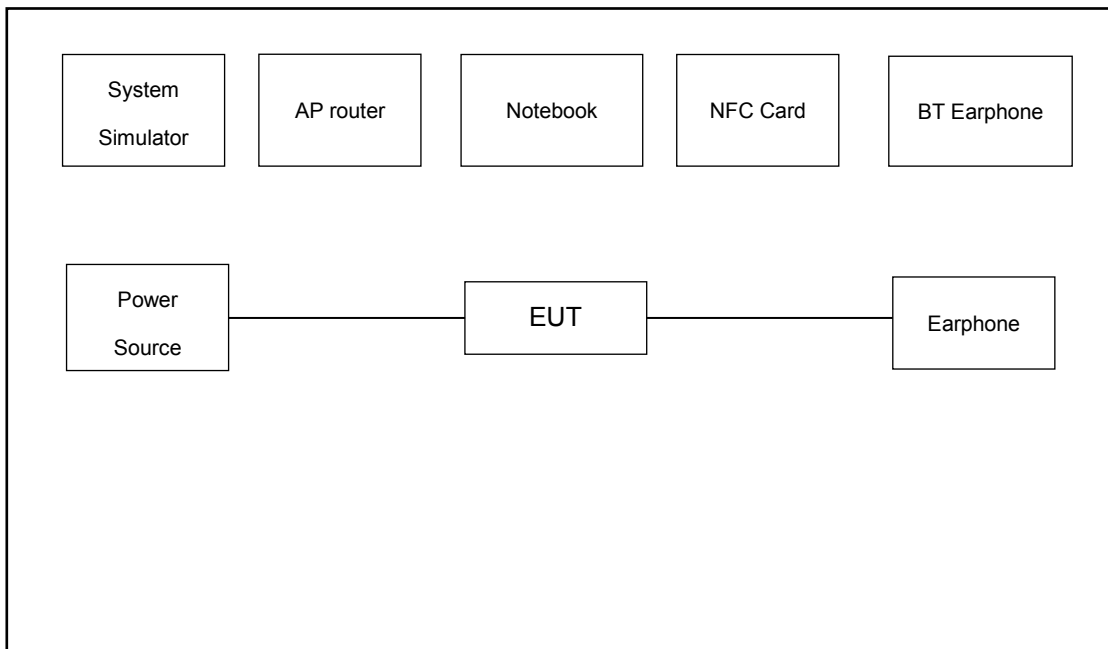 System
Simulator
AP router
Notebook
NFC Card
BT Earphone
Power
Source
EUT
Earphone